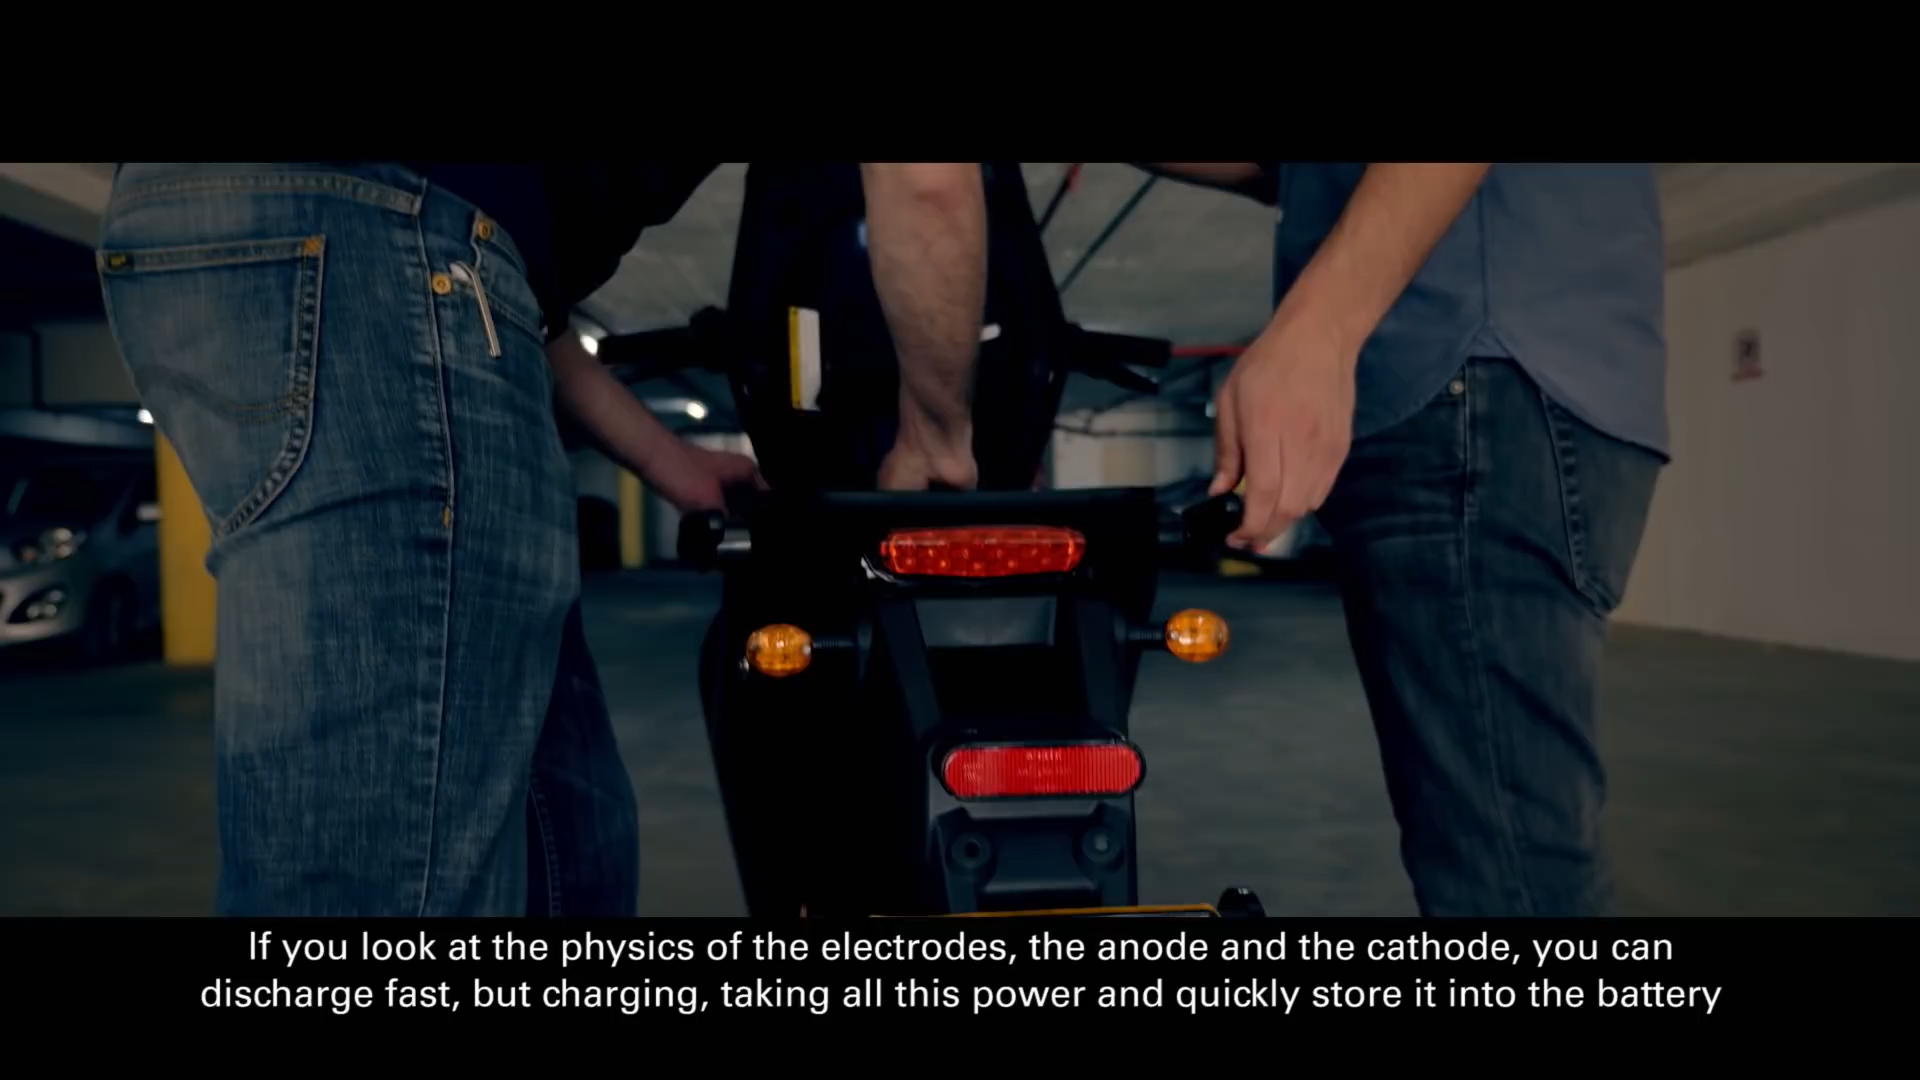 If you look at the physics of the electrodes, the anode and the cathode, you can
discharge fast, but charging, taking all this power and quickly store it into the battery